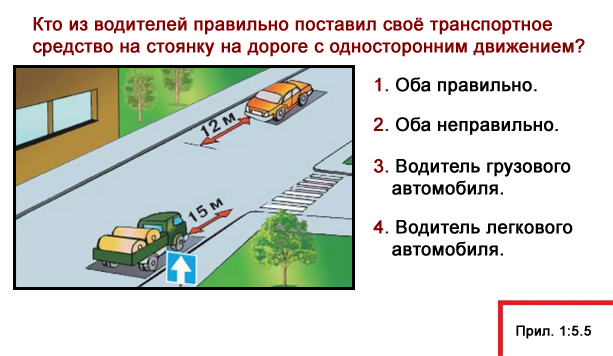 Кто из водителей правильно поставил своё транспортное
средство на стоянку на дороге с односторонним движением?
12 м
15 м
1. Оба правильно.
2. Оба неправильно.
3. Водитель грузового
автомобиля.
4. Водитель легкового
автомобиля.
Прил. 1:5.5